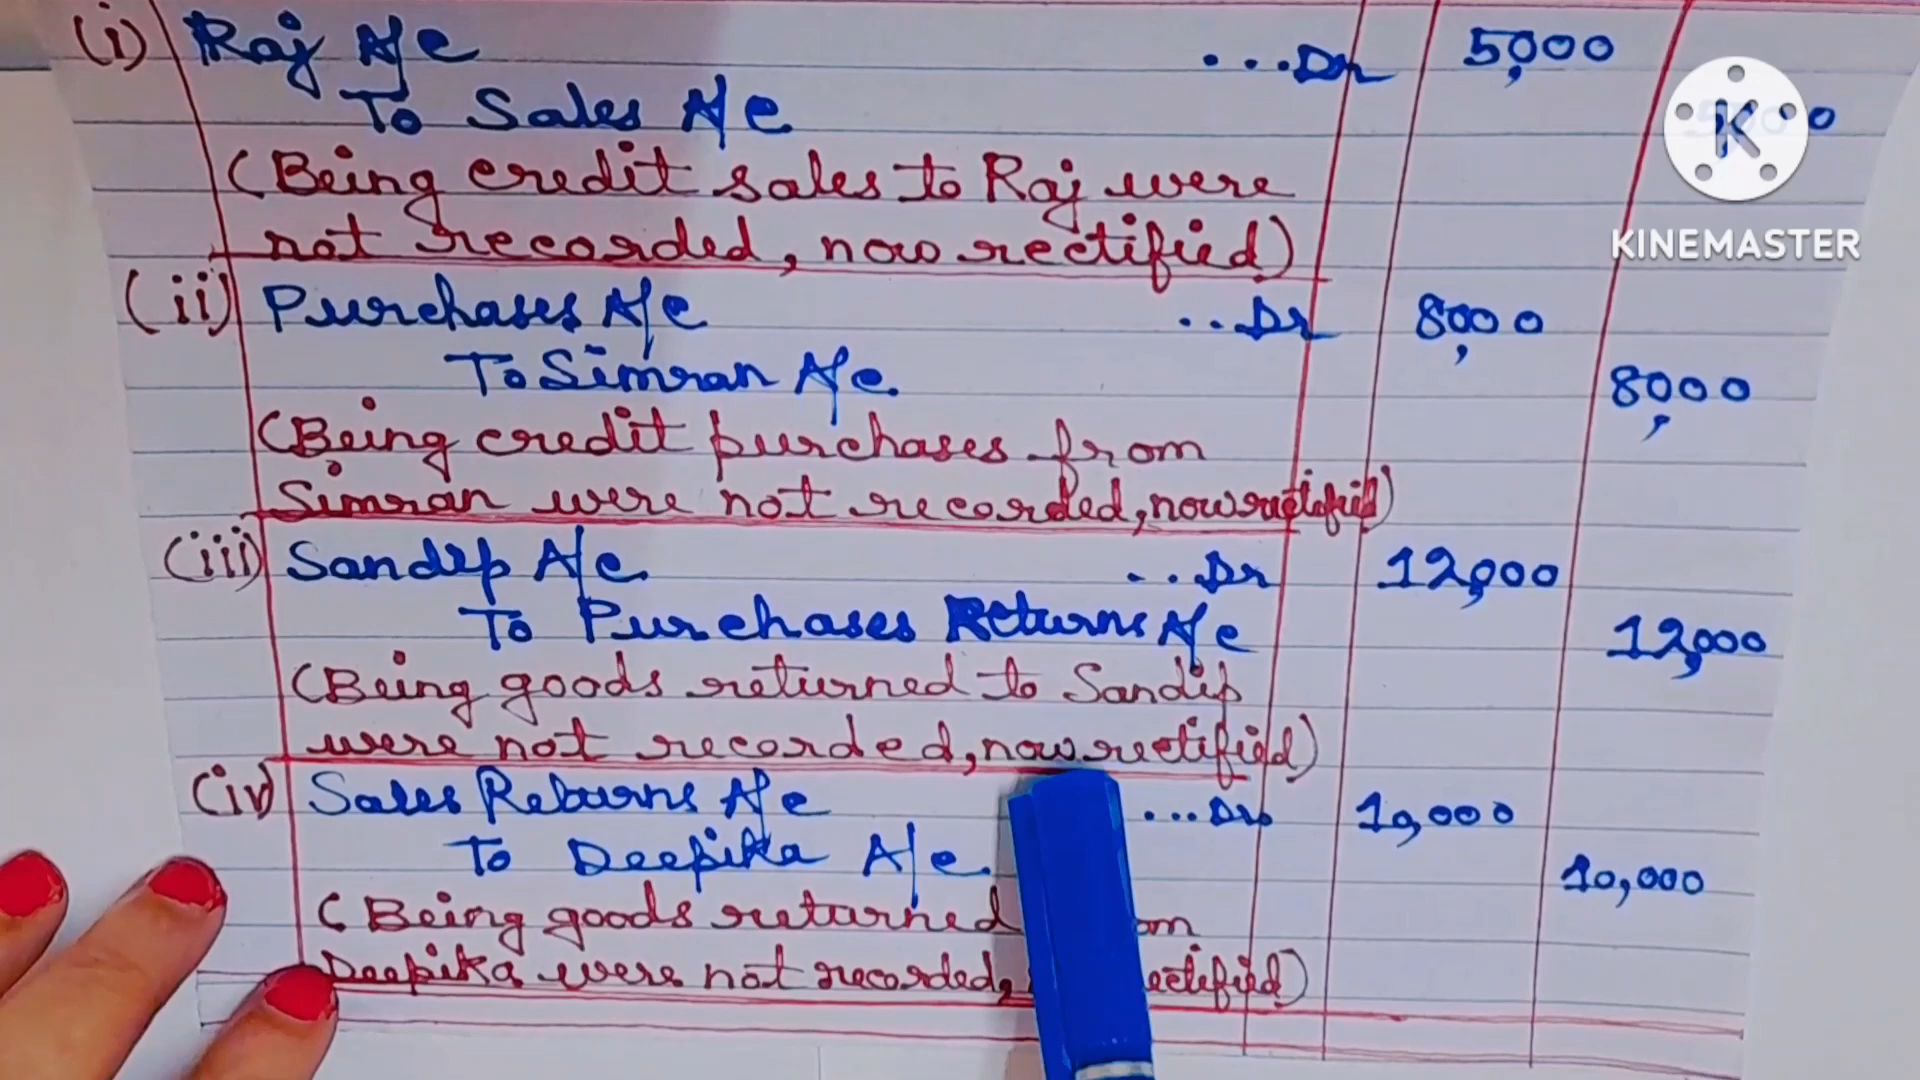 (i) Raj A/c ...Dr 5,000
To Sales A/c
(Being credit sales to Raj were
not recorded, now rectified)
(ii) Purchases A/c ..Dr 8,000
To Simran A/c. 8,000
(Being credit purchases from
Simran were not recorded, now rectified)
(iii) Sandip A/c. ..Dr 12,000
To Purchases Returns A/c 12,000
(Being goods returned to Sandip
were not recorded, now rectified)
(iv) Sales Returns A/c ...Dr 10,000
To Deepika A/c. 10,000
(Being goods returned
Deepika were not recorded,
K
KINEMASTER